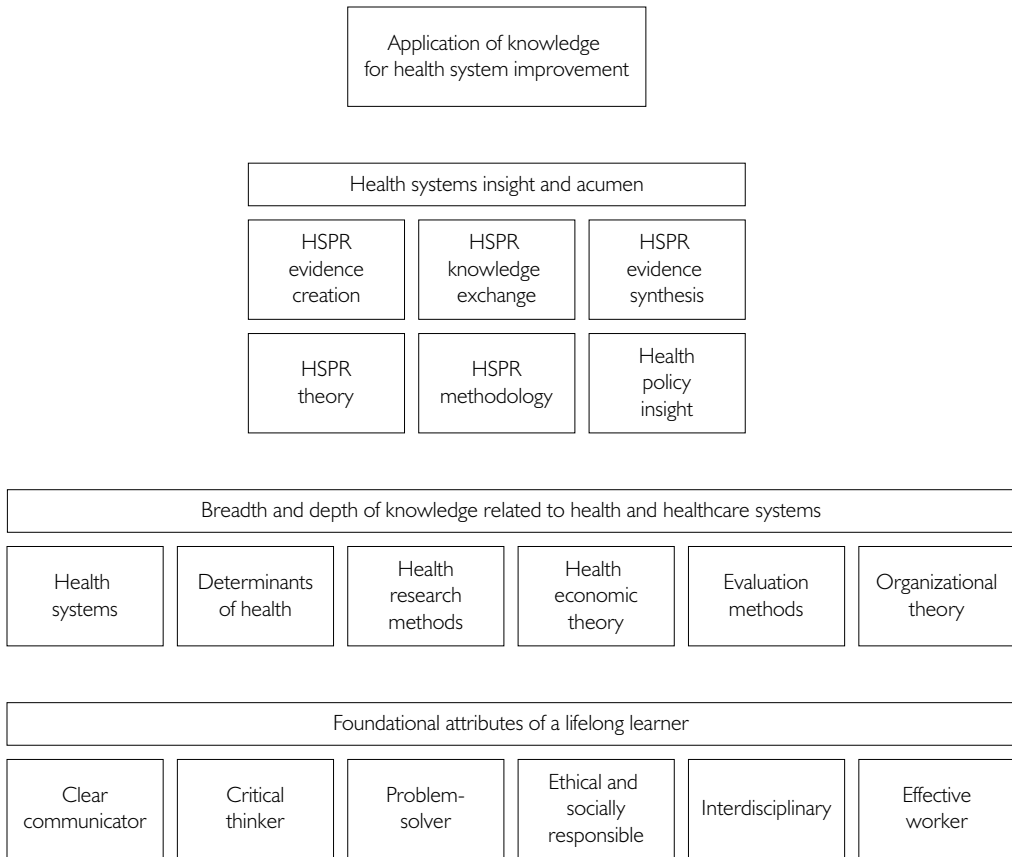 Application of knowledge
for health system improvement
Health systems insight and acumen
HSPR
evidence
creation
HSPR
knowledge
exchange
HSPR
evidence
synthesis
HSPR
theory
HSPR
methodology
Health
policy
insight
Breadth and depth of knowledge related to health and healthcare systems
Health
systems
Determinants
of health
Health
research
methods
Health
economic
theory
Evaluation
methods
Organizational
theory
Foundational attributes of a lifelong learner
Clear
communicator
Critical
thinker
Problem-
solver
Ethical and
socially
responsible
Interdisciplinary
Effective
worker